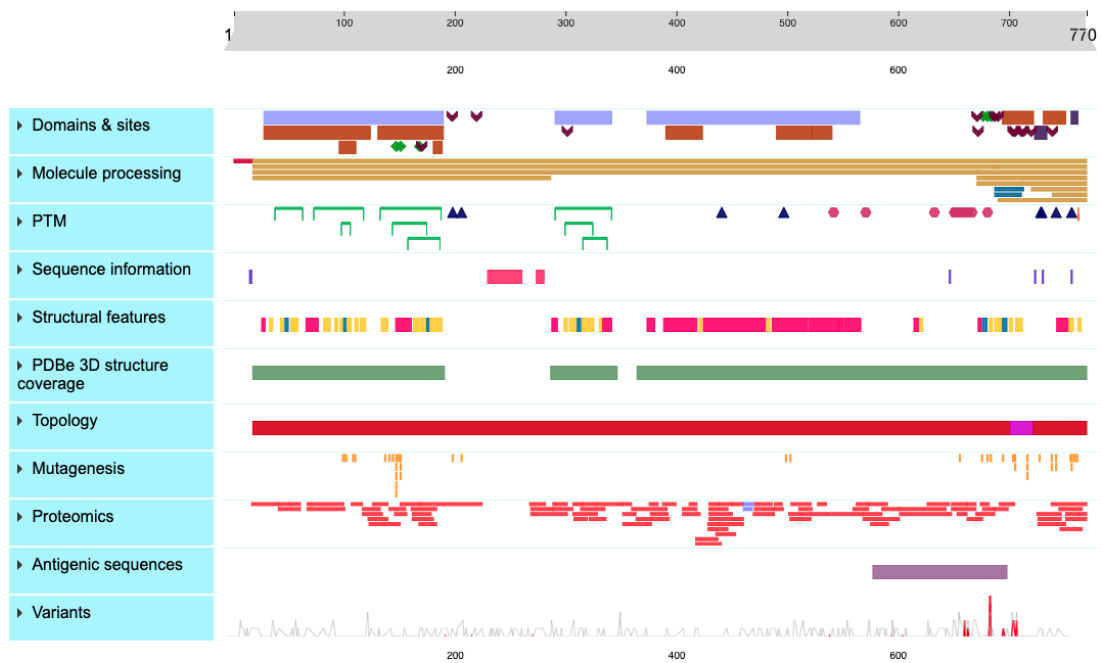 100 200 300 400 500 600 700
1 770
200 400 600
Domains & sites
Molecule processing
PTM
Sequence information
Structural features
PDBe 3D structure
coverage
Topology
Mutagenesis
Proteomics
Antigenic sequences
Variants
200 400 600